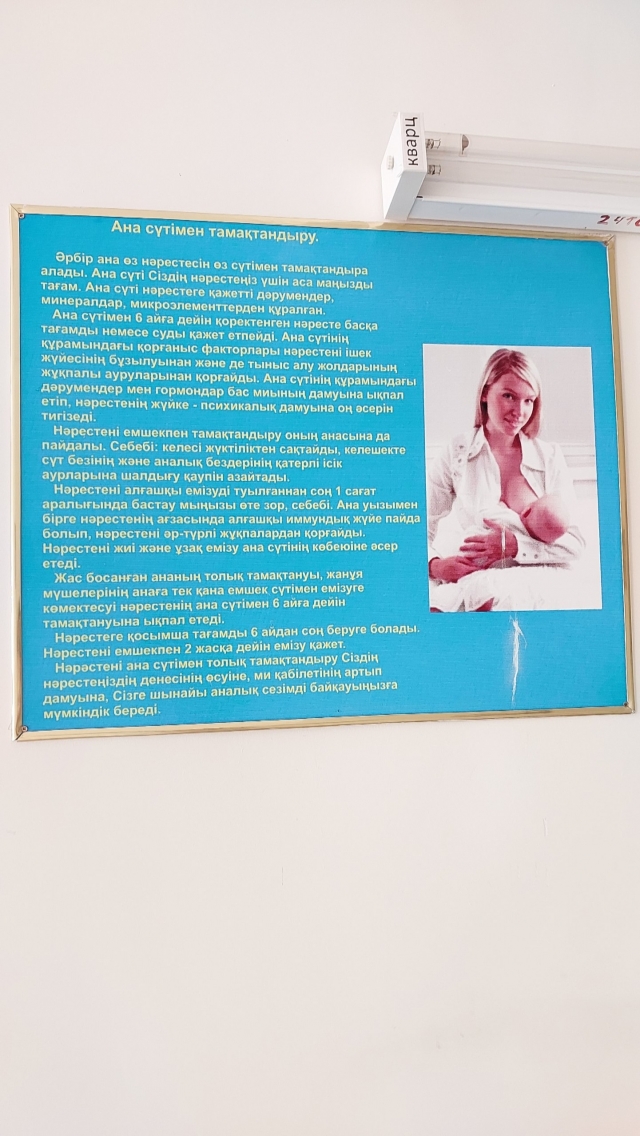 кварц
Ана сүтімен тамақтандыру.
Әрбір ана өз нәрестесін өз сүтімен тамақтандыра
алады. Ана сүті Сіздің нәрестеңіз үшін аса маңызды
тағам. Ана сүті нәрестеге қажетті дәрумендер,
минералдар, микроэлементтерден құралған.
Ана сүтімен 6 айға дейін қоректенген нәресте басқа
тағамды немесе суды қажет етпейді. Ана сүтінің
құрамындағы қорғаныс факторлары нәрестені ішек
жүйесінің бұзылуынан және де тыныс алу жолдарының
жұқпалы ауруларынан қорғайды. Ана сүтінің құрамындағы
дәрумендер мен гормондар бас миының дамуына ықпал
етіп, нәрестенің жүйке - психикалық дамуына оң әсерін
тигізеді.
Нәрестені емшекпен тамақтандыру оның анасына да
пайдалы. Себебі: келесі жүктіліктен сақтайды, келешекте
сүт безінің және аналық бездерінің қатерлі ісік
ауруларына шалдығу қаупін азайтады.
Нәрестені алғашқы емізуді туылғаннан соң 1 сағат
аралығында бастау мыңызы өте зор, себебі. Ана уызымен
бірге нәрестенің ағзасында алғашқы иммундық жүйе пайда
болып, нәрестені әр-түрлі жұқпалардан қорғайды.
Нәрестені жиі және ұзақ емізу ана сүтінің көбеюіне әсер
етеді.
Жас босанған ананың толық тамақтануы, жанұя
мүшелерінің анаға тек қана емшек сүтімен емізуге
көмектесуі нәрестенің ана сүтімен 6 айға дейін
тамақтануына ықпал етеді.
Нәрестеге қосымша тағамды 6 айдан соң беруге болады.
Нәрестені емшекпен 2 жасқа дейін емізу қажет.
Нәрәстені ана сүтімен толық тамақтандыру Сіздің
нәрестеңіздің денесінің өсуіне, ми қабілетінің артып
дамуына, Сізге шынайы аналық сезімді байқауыңызға
мүмкіндік береді.